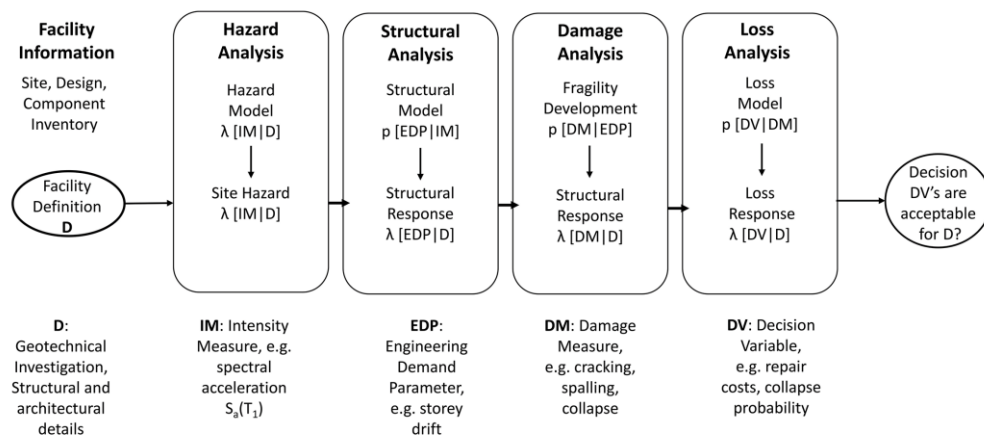 Facility
Information
Site, Design,
Component
Inventory
Facility
Definition
D
Hazard
Analysis
Hazard
Model
λ [IM|D]
Site Hazard
λ [IM|D]
Structural
Analysis
Structural
Model
p [EDP|IM]
Structural
Response
λ [EDP|D]
Damage
Analysis
Fragility
Development
p [DM|EDP]
Structural
Response
λ [DM|D]
Loss
Analysis
Loss
Model
p [DV|DM]
Loss
Response
λ [DV|D]
Decision
DV's are
acceptable
for D?
D:
Geotechnical
Investigation,
Structural and
architectural
details
IM: Intensity
Measure, e.g.
spectral
acceleration
Sa(T1)
EDP:
Engineering
Demand
Parameter,
e.g. storey
drift
DM: Damage
Measure,
e.g. cracking,
spalling,
collapse
DV: Decision
Variable,
e.g. repair
costs, collapse
probability